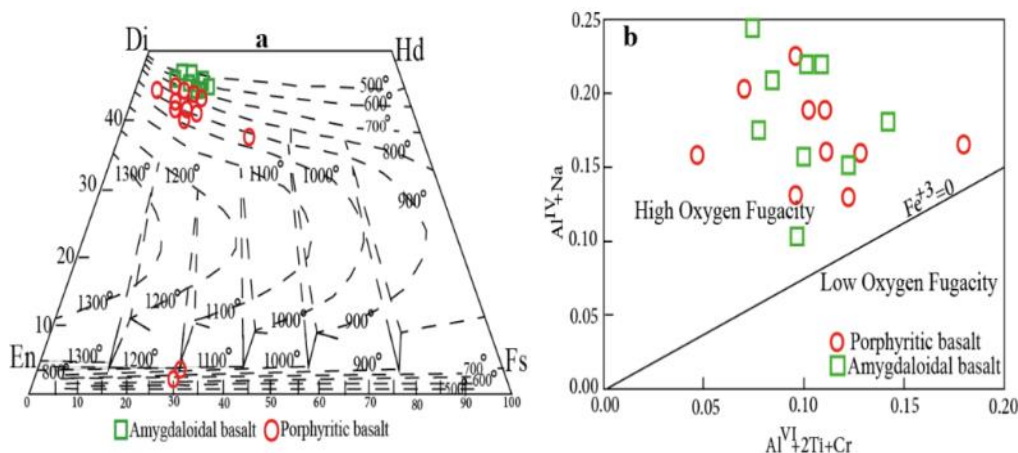 Di a Hd
500°
600°
700°
800°
900°
40
30
20
10
1300° 1200° 1100° 1000°
1300° 1200° 1100° 1000° 900°
En 1300° 1200° 1100° 1000° 900° 700° Fs
800° 600°
500°
0 10 20 30 40 50 60 70 80 90 100
Amygdaloidal basalt Porphyritic basalt
b
0.25
0.20
0.15
0.10
0.05
0.00
Al^IV+Na
High Oxygen Fugacity
Fe^+3=0
Low Oxygen Fugacity
Porphyritic basalt
Amygdaloidal basalt
0.00 0.05 0.10 0.15 0.20
Al^VI+2Ti+Cr